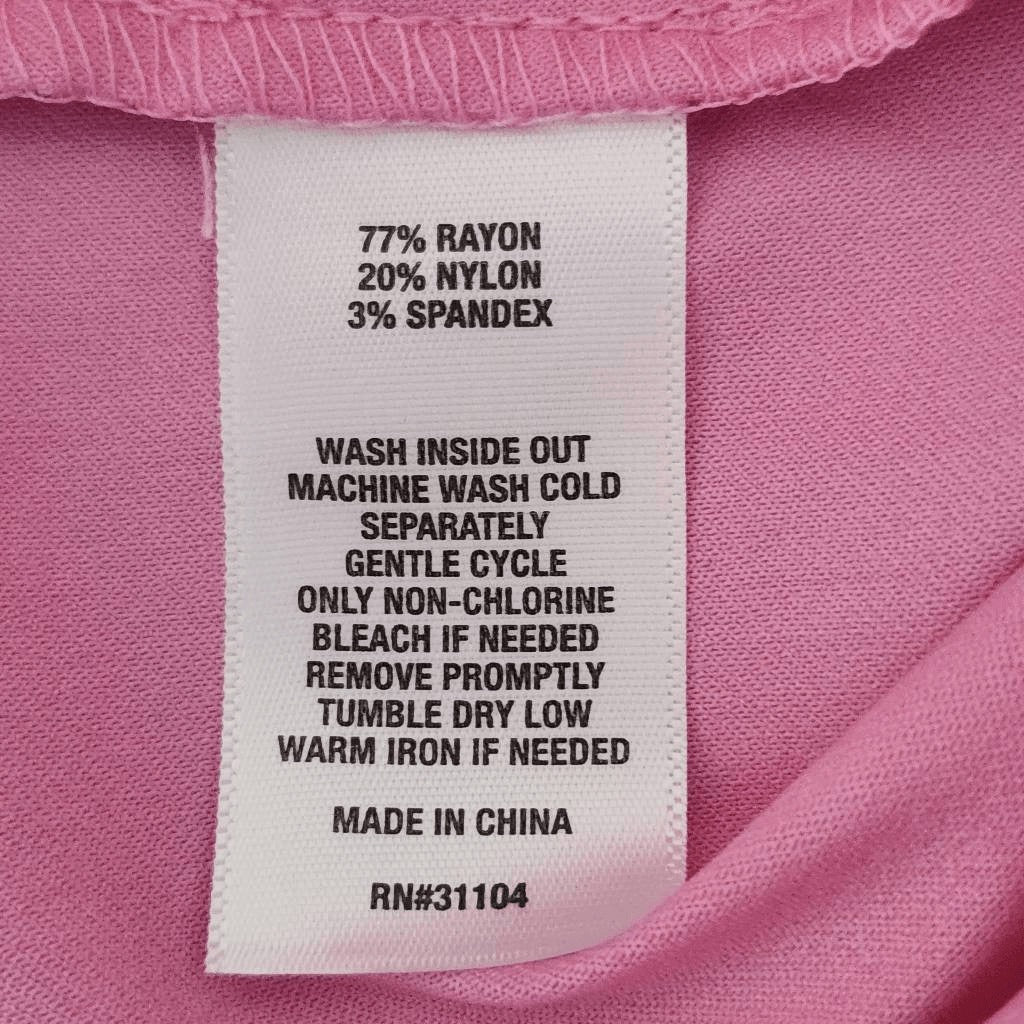 77% RAYON
20% NYLON
3% SPANDEX
WASH INSIDE OUT
MACHINE WASH COLD
SEPARATELY
GENTLE CYCLE
ONLY NON-CHLORINE
BLEACH IF NEEDED
REMOVE PROMPTLY
TUMBLE DRY LOW
WARM IRON IF NEEDED
MADE IN CHINA
RN#31104